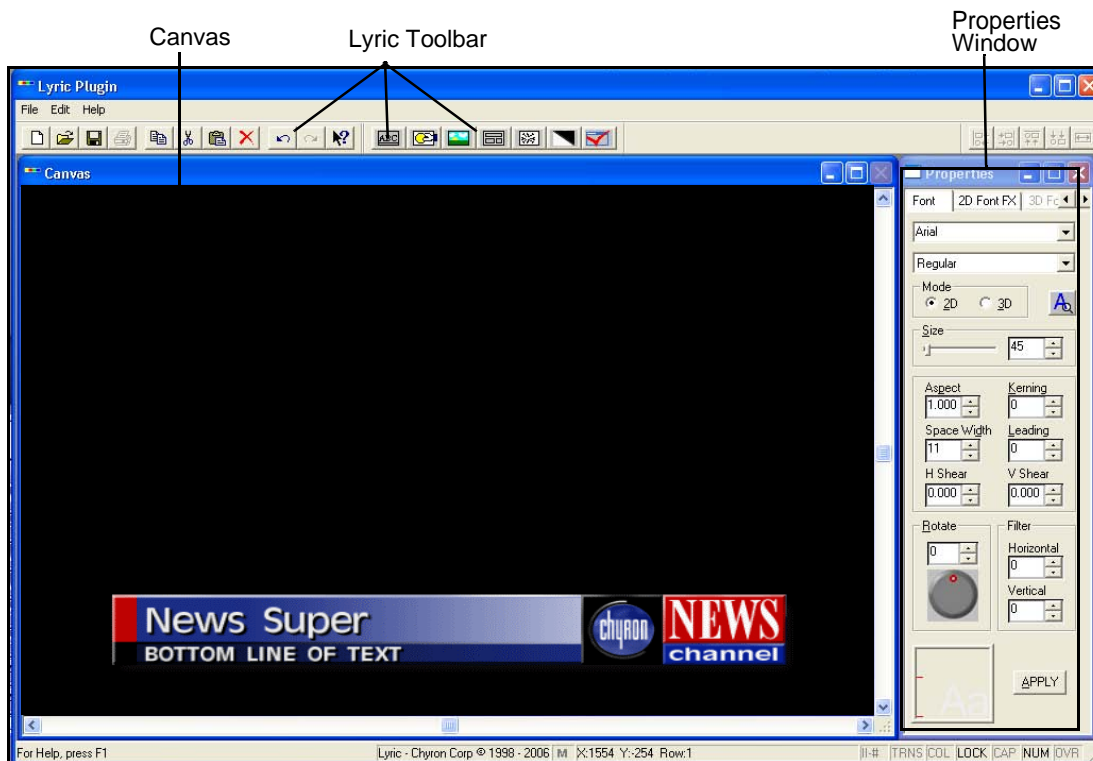 Canvas
Lyric Toolbar
Properties
Window
Lyric Plugin
File Edit Help
ABC
Canvas
Properties
Font 2D Font FX 3D Fo
Arial
Regular
Mode
2D 3D
A
Size
45
Aspect Kerning
1.000 0
Space Width Leading
11 0
H Shear V Shear
0.000 0.000
Rotate Filter
0 Horizontal
0
Vertical
0
News Super
BOTTOM LINE OF TEXT
chyron
NEWS
channel
Aa
APPLY
For Help, press F1 Lyric - Chyron Corp © 1998 - 2006 M X:1554 Y:-254 Row:1 II-# TRNS COL LOCK CAP NUM OVR